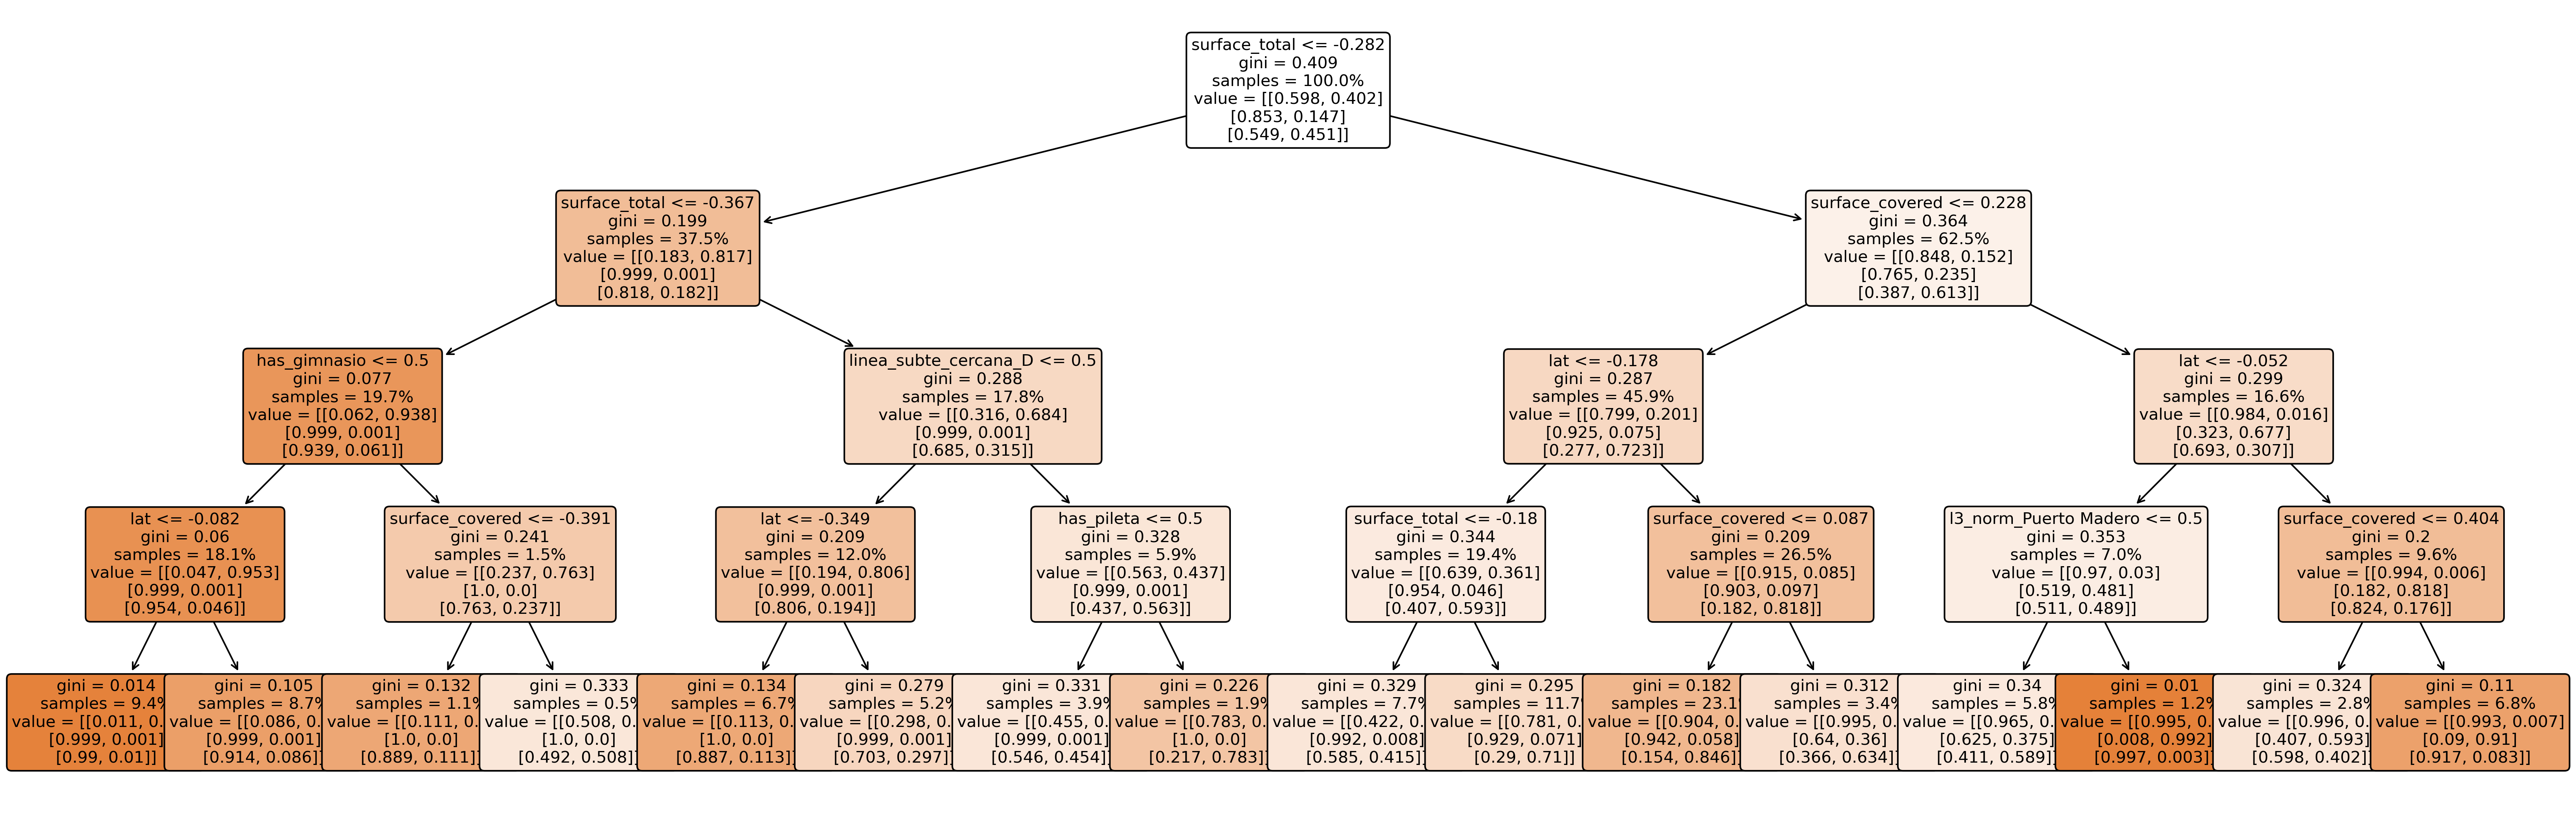 surface_total <= -0.282
gini = 0.409
samples = 100.0%
value = [[0.598, 0.402]
[0.853, 0.147]
[0.549, 0.451]]
surface_total <= -0.367
gini = 0.199
samples = 37.5%
value = [[0.183, 0.817]
[0.999, 0.001]
[0.818, 0.182]]
surface_covered <= 0.228
gini = 0.364
samples = 62.5%
value = [[0.848, 0.152]
[0.765, 0.235]
[0.387, 0.613]]
has_gimnasio <= 0.5
gini = 0.077
samples = 19.7%
value = [[0.062, 0.938]
[0.999, 0.001]
[0.939, 0.061]]
linea_subte_cercana_D <= 0.5
gini = 0.288
samples = 17.8%
value = [[0.316, 0.684]
[0.999, 0.001]
[0.685, 0.315]]
lat <= -0.178
gini = 0.287
samples = 45.9%
value = [[0.799, 0.201]
[0.925, 0.075]
[0.277, 0.723]]
lat <= -0.052
gini = 0.299
samples = 16.6%
value = [[0.984, 0.016]
[0.323, 0.677]
[0.693, 0.307]]
lat <= -0.082
gini = 0.06
samples = 18.1%
value = [[0.047, 0.953]
[0.999, 0.001]
[0.954, 0.046]]
surface_covered <= -0.391
gini = 0.241
samples = 1.5%
value = [[0.237, 0.763]
[1.0, 0.0]
[0.763, 0.237]]
lat <= -0.349
gini = 0.209
samples = 12.0%
value = [[0.194, 0.806]
[0.999, 0.001]
[0.806, 0.194]]
has_pileta <= 0.5
gini = 0.328
samples = 5.9%
value = [[0.563, 0.437]
[0.999, 0.001]
[0.437, 0.563]]
surface_total <= -0.18
gini = 0.344
samples = 19.4%
value = [[0.639, 0.361]
[0.954, 0.046]
[0.407, 0.593]]
surface_covered <= 0.087
gini = 0.209
samples = 26.5%
value = [[0.915, 0.085]
[0.903, 0.097]
[0.182, 0.818]]
l3_norm_Puerto Madero <= 0.5
gini = 0.353
samples = 7.0%
value = [[0.97, 0.03]
[0.519, 0.481]
[0.511, 0.489]]
surface_covered <= 0.404
gini = 0.2
samples = 9.6%
value = [[0.994, 0.006]
[0.182, 0.818]
[0.824, 0.176]]
gini = 0.014
samples = 9.4%
value = [[0.011, 0.
[0.999, 0.001]
[0.99, 0.01]]
gini = 0.105
samples = 8.7%
value = [[0.086, 0.
[0.999, 0.001]
[0.914, 0.086]]
gini = 0.132
samples = 1.1%
value = [[0.111, 0.
[1.0, 0.0]
[0.889, 0.111]]
gini = 0.333
samples = 0.5%
value = [[0.508, 0.
[1.0, 0.0]
[0.492, 0.508]]
gini = 0.134
samples = 6.7%
value = [[0.113, 0.
[1.0, 0.0]
[0.887, 0.113]]
gini = 0.279
samples = 5.2%
value = [[0.298, 0.
[0.999, 0.001]
[0.703, 0.297]]
gini = 0.331
samples = 3.9%
value = [[0.455, 0.
[0.999, 0.001]
[0.546, 0.454]]
gini = 0.226
samples = 1.9%
value = [[0.783, 0.
[1.0, 0.0]
[0.217, 0.783]]
gini = 0.329
samples = 7.7%
value = [[0.422, 0.
[0.992, 0.008]
[0.585, 0.415]]
gini = 0.295
samples = 11.7%
value = [[0.781, 0.
[0.929, 0.071]
[0.29, 0.71]]
gini = 0.182
samples = 23.1%
value = [[0.904, 0.
[0.942, 0.058]
[0.154, 0.846]]
gini = 0.312
samples = 3.4%
value = [[0.995, 0.
[0.64, 0.36]
[0.366, 0.634]]
gini = 0.34
samples = 5.8%
value = [[0.965, 0.
[0.625, 0.375]
[0.411, 0.589]]
gini = 0.01
samples = 1.2%
value = [[0.995, 0.
[0.008, 0.992]
[0.997, 0.003]]
gini = 0.324
samples = 2.8%
value = [[0.996, 0.
[0.407, 0.593]
[0.598, 0.402]]
gini = 0.11
samples = 6.8%
value = [[0.993, 0.007]
[0.09, 0.91]
[0.917, 0.083]]